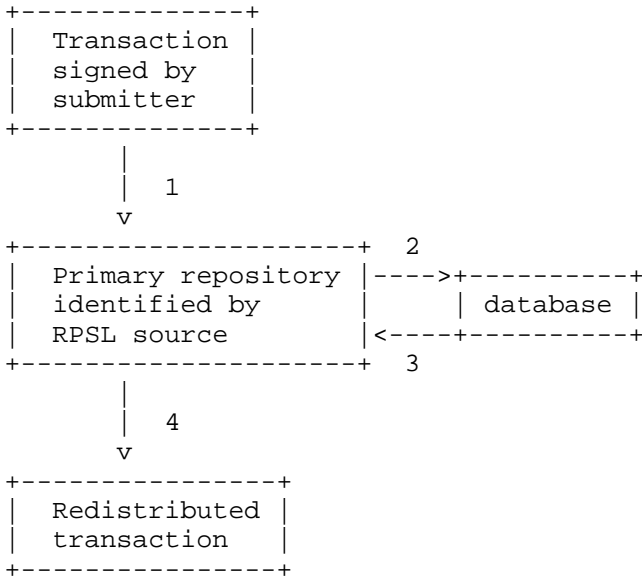 Transaction
signed by
submitter
1
2
Primary repository
identified by
database
RPSL source
3
4
Redistributed
transaction